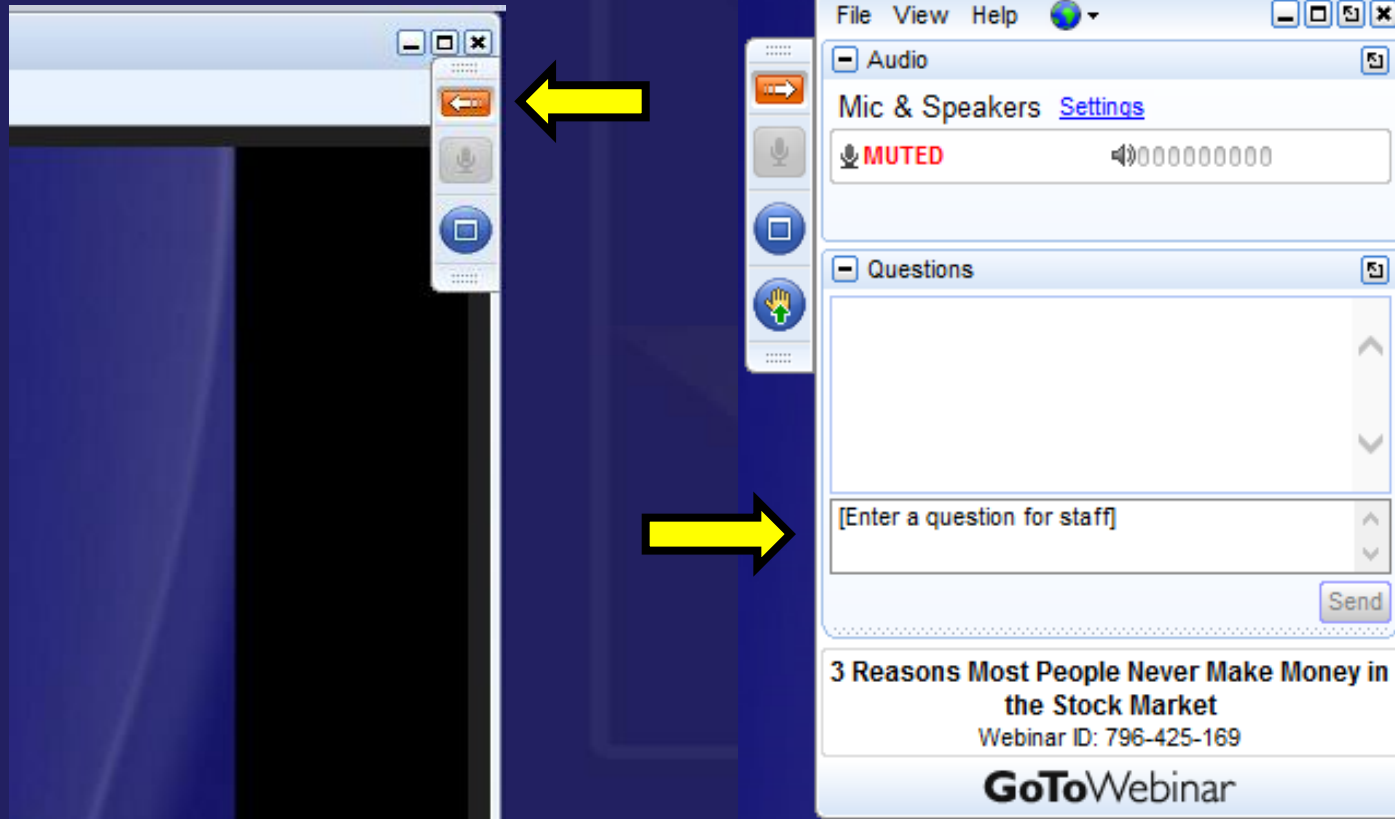 File View Help
Audio
Mic & Speakers Settings
MUTED
Questions
[Enter a question for staff]
Send
3 Reasons Most People Never Make Money in
the Stock Market
Webinar ID: 796-425-169
GoToWebinar